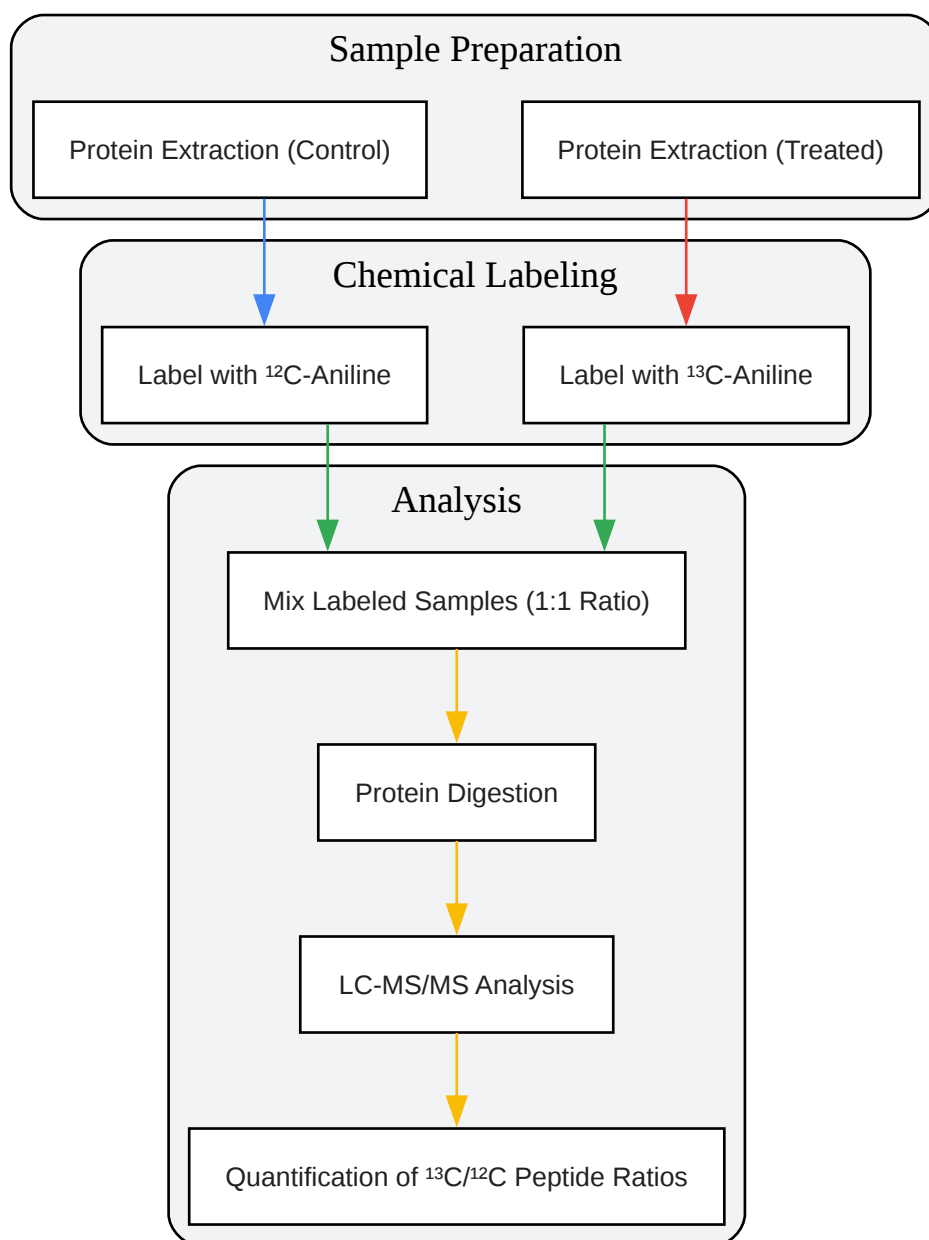 Sample Preparation
Protein Extraction (Control)
Protein Extraction (Treated)
Chemical Labeling
Label with ¹²C-Aniline
Label with ¹³C-Aniline
Analysis
Mix Labeled Samples (1:1 Ratio)
Protein Digestion
LC-MS/MS Analysis
Quantification of ¹³C/¹²C Peptide Ratios